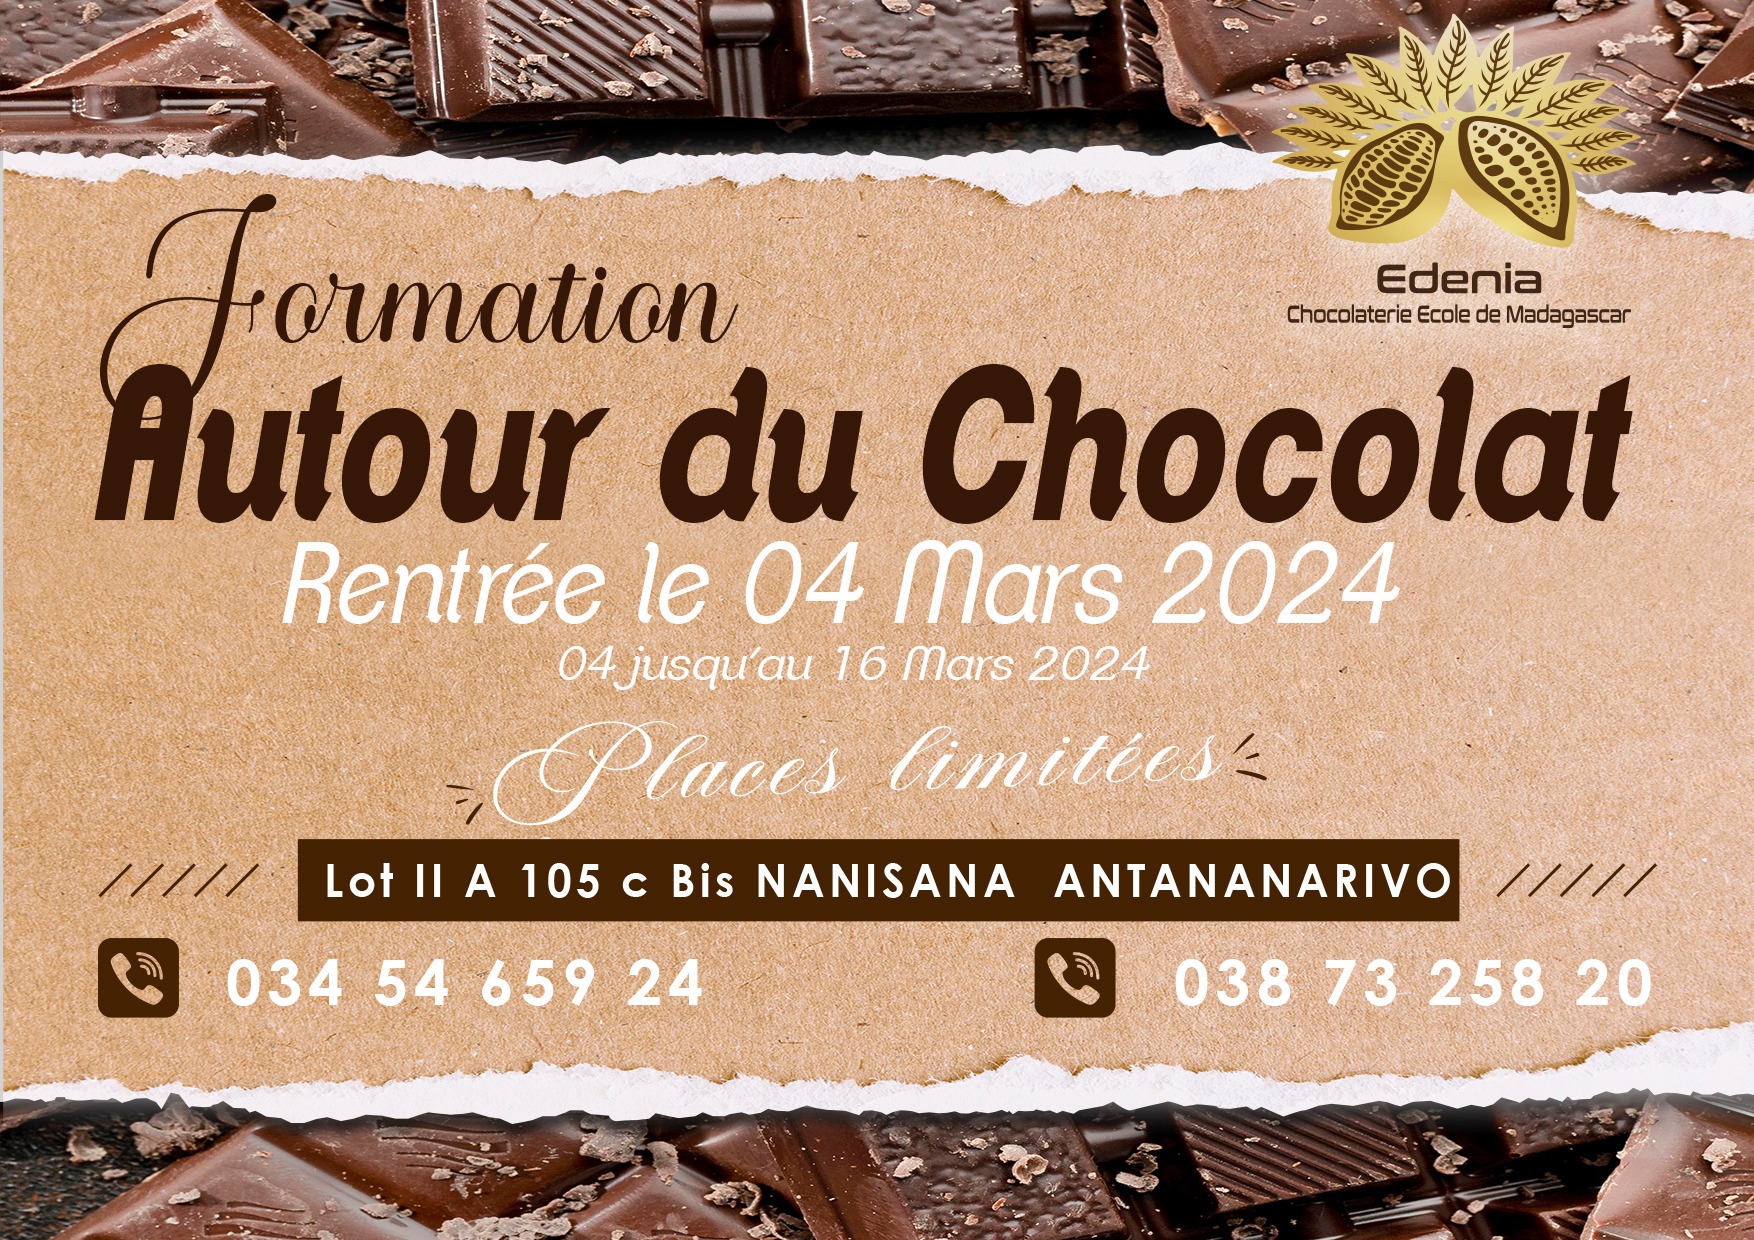 Edenia
Chocolaterie Ecole de Madagascar
Formation
Autour du Chocolat
Rentrée le 04 Mars 2024
04 jusqu'au 16 Mars 2024
Places limitées
Lot II A 105 c Bis NANISANA ANTANANARIVO
034 54 659 24
038 73 258 20